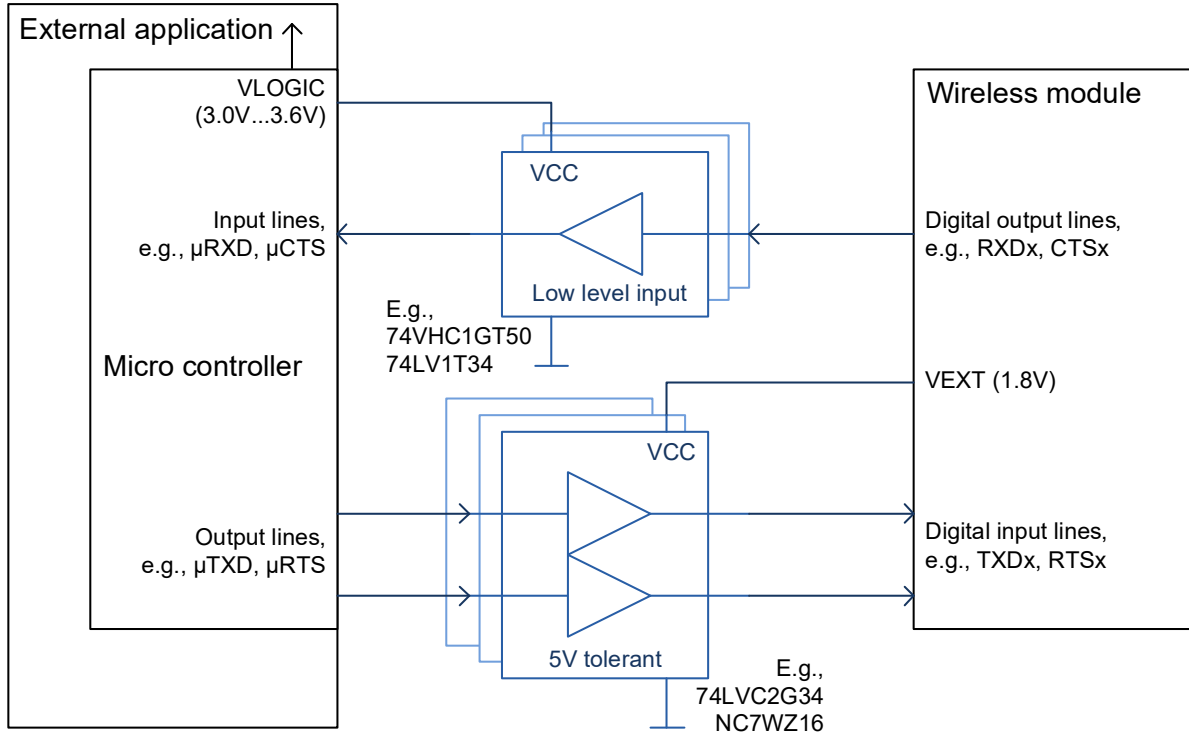 External application
VLOGIC
(3.0V...3.6V)
Wireless module
VCC
Input lines,
e.g., µRXD, µCTS
Digital output lines,
e.g., RXDx, CTSx
Low level input
E.g.,
74VHC1GT50
74LV1T34
Micro controller
VEXT (1.8V)
VCC
Output lines,
e.g., µTXD, µRTS
Digital input lines,
e.g., TXDx, RTSx
5V tolerant
E.g.,
74LVC2G34
NC7WZ16